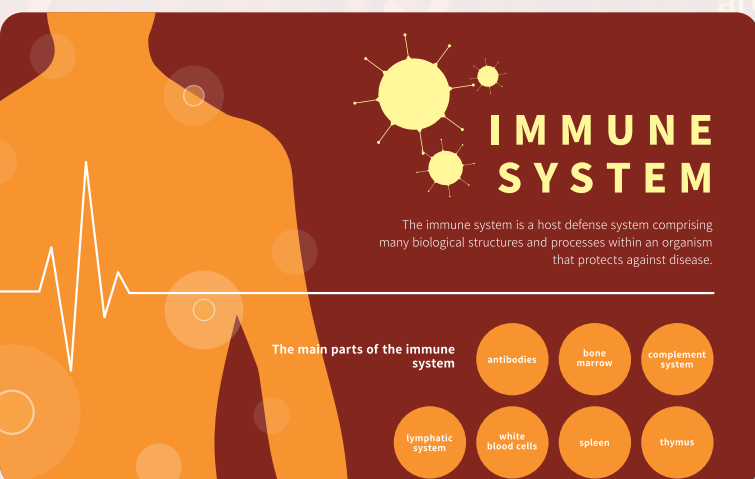 IMMUNE
SYSTEM
The immune system is a host defense system comprising
many biological structures and processes within an organism
that protects against disease.
The main parts of the immune
system
antibodies
bone
marrow
complement
system
lymphatic
system
white
blood cells
spleen
thymus